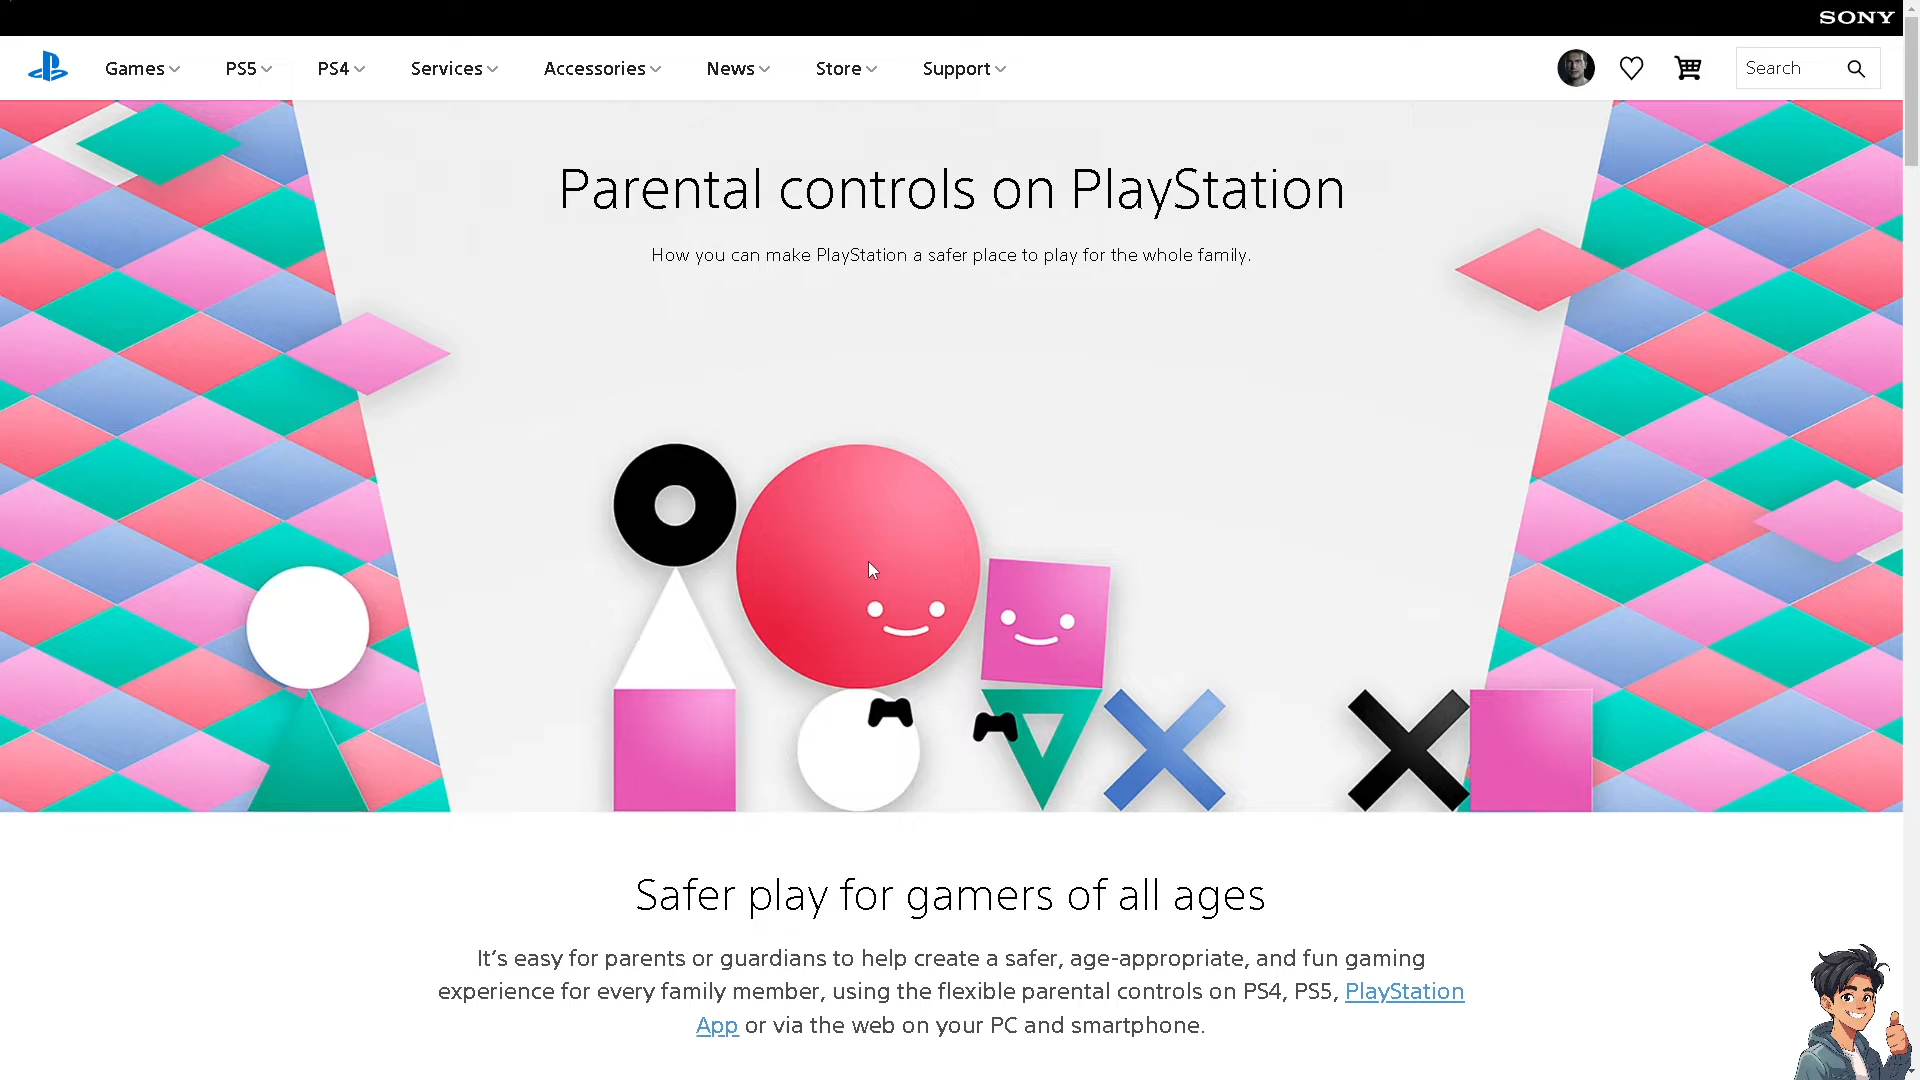 SONY
Games PS5 PS4 Services Accessories News Store Support Search
Parental controls on PlayStation
How you can make PlayStation a safer place to play for the whole family.
Safer play for gamers of all ages
It’s easy for parents or guardians to help create a safer, age-appropriate, and fun gaming
experience for every family member, using the flexible parental controls on PS4, PS5, PlayStation
App or via the web on your PC and smartphone.